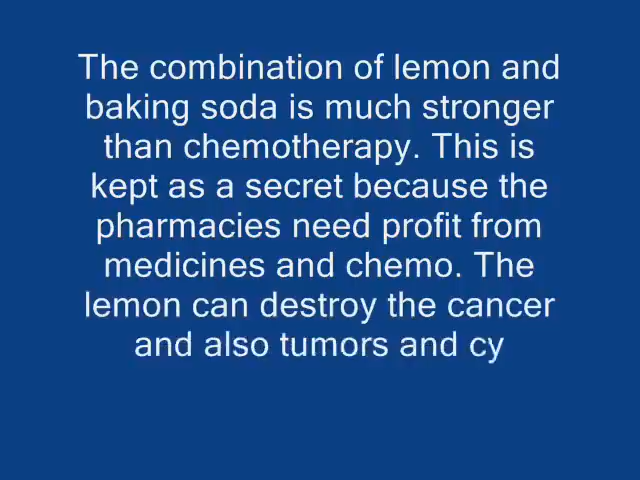 The combination of lemon and
baking soda is much stronger
than chemotherapy. This is
kept as a secret because the
pharmacies need profit from
medicines and chemo. The
lemon can destroy the cancer
and also tumors and cy